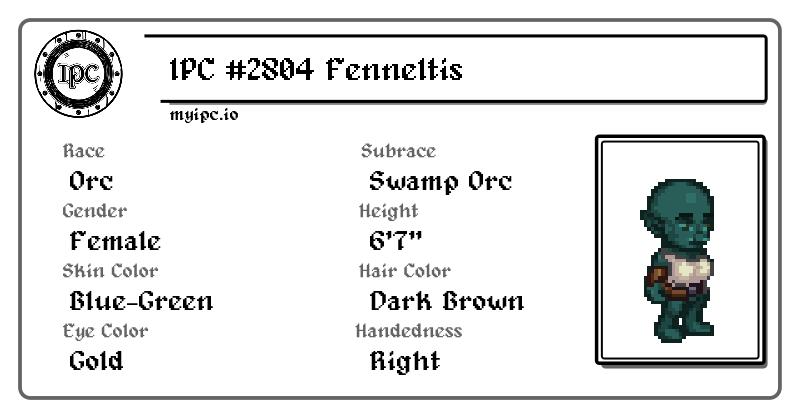 IPC
IPC #2804 Fenneltis
myipc.io
Race
Orc
Subrace
Swamp Orc
Gender
Female
Height
6'7"
Skin Color
Blue-Green
Hair Color
Dark Brown
Eye Color
Gold
Handedness
Right